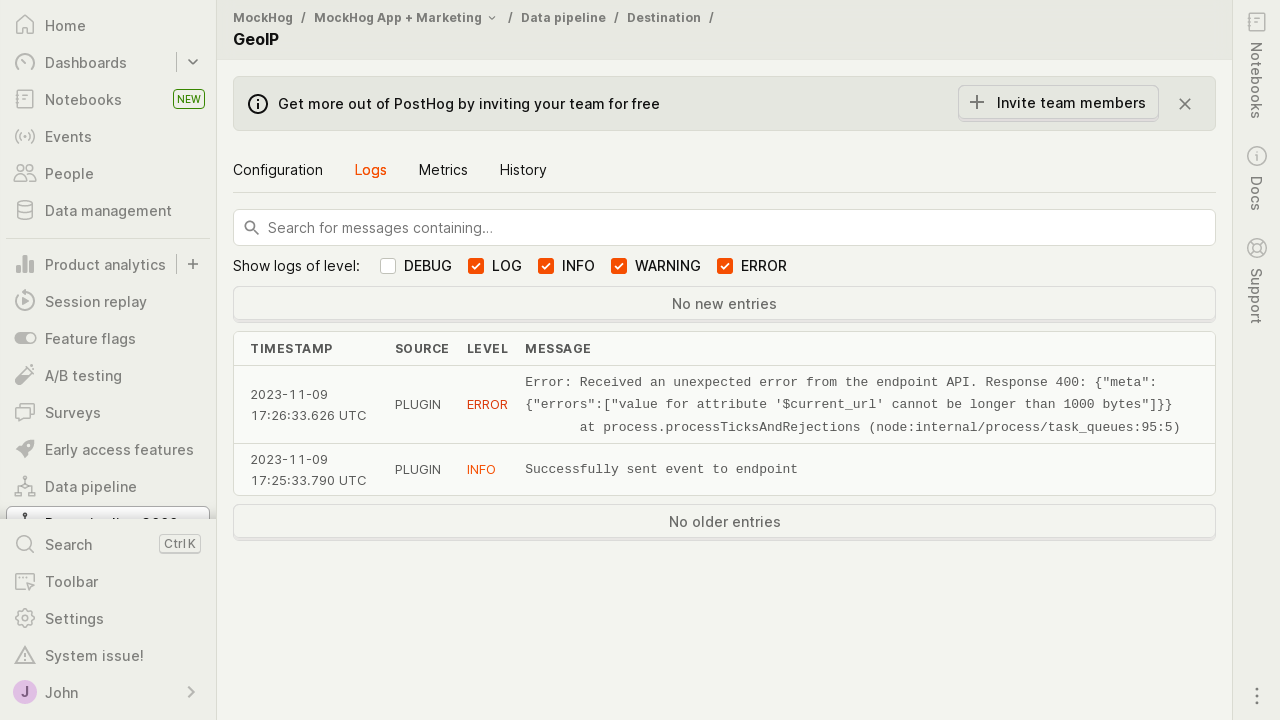 Home
Dashboards
Notebooks
NEW
Events
People
Data management
Product analytics
Session replay
Feature flags
A/B testing
Surveys
Early access features
Data pipeline
Search
Ctrl K
Toolbar
Settings
System issue!
J
John
MockHog / MockHog App + Marketing / Data pipeline / Destination /
GeoIP
Get more out of PostHog by inviting your team for free
Invite team members
Configuration
Logs
Metrics
History
Search for messages containing…
Show logs of level: DEBUG LOG INFO WARNING ERROR
No new entries
TIMESTAMP SOURCE LEVEL MESSAGE
2023-11-09
17:26:33.626 UTC
PLUGIN
ERROR
Error: Received an unexpected error from the endpoint API. Response 400: {"meta":
{"errors":["value for attribute '$current_url' cannot be longer than 1000 bytes"]}}
at process.processTicksAndRejections (node:internal/process/task_queues:95:5)
2023-11-09
17:25:33.790 UTC
PLUGIN
INFO
Successfully sent event to endpoint
No older entries
Notebooks
Docs
Support